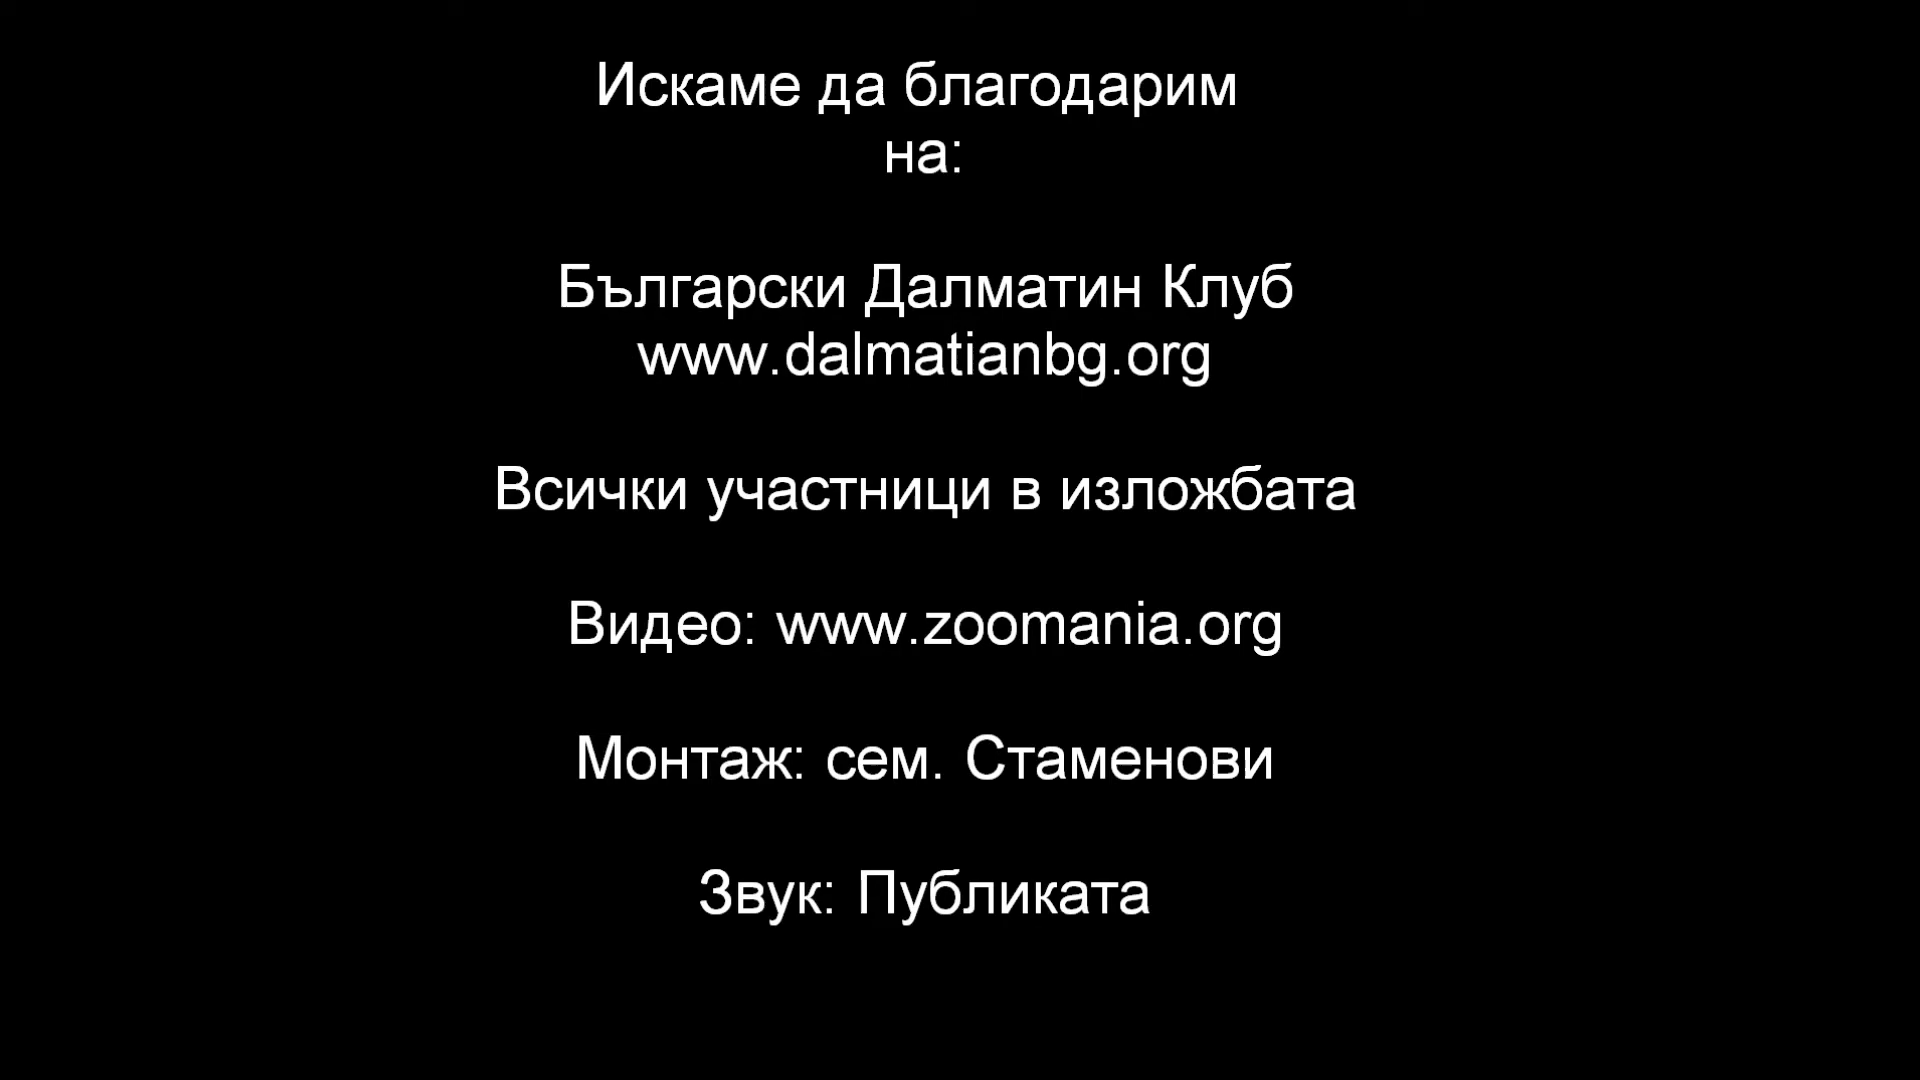 Искаме да благодарим
на:
Български Далматин Клуб
www.dalmatianbg.org
Всички участници в изложбата
Видео: www.zoomania.org
Монтаж: сем. Стаменови
Звук: Публиката